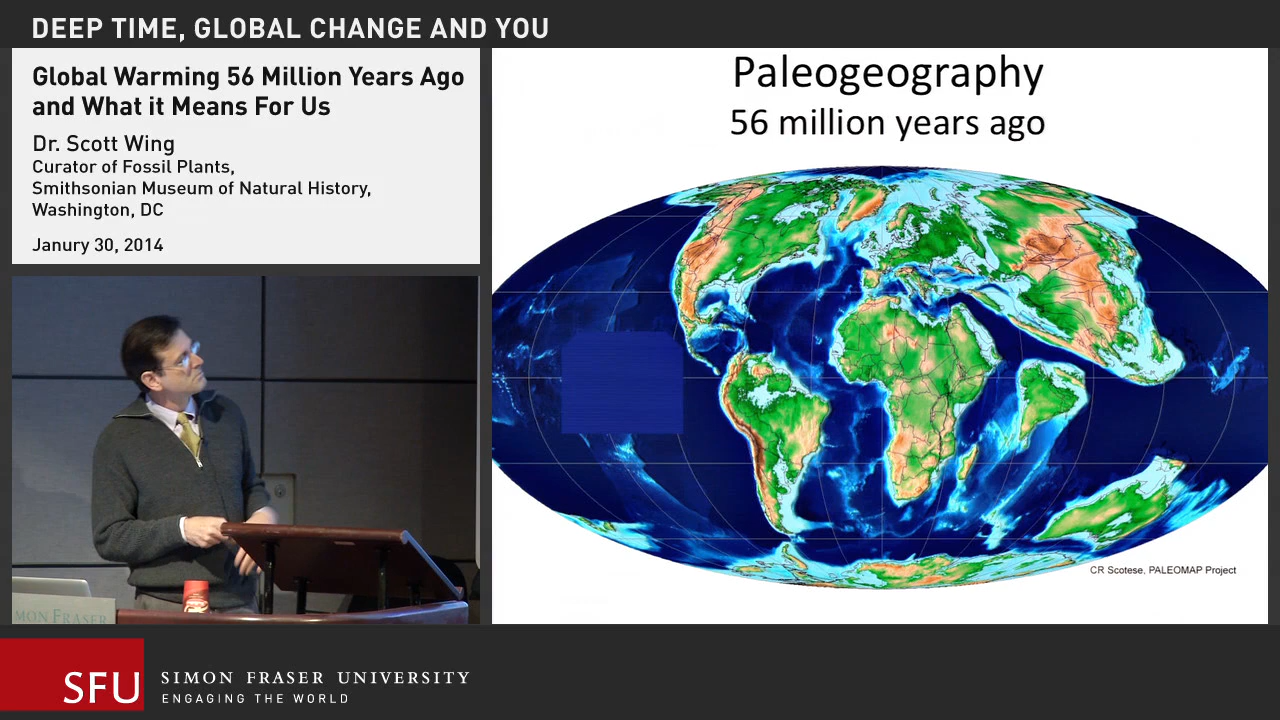 DEEP TIME, GLOBAL CHANGE AND YOU
Global Warming 56 Million Years Ago
and What it Means For Us
Dr. Scott Wing
Curator of Fossil Plants,
Smithsonian Museum of Natural History,
Washington, DC
Janury 30, 2014
Paleogeography
56 million years ago
CR Scotese, PALEOMAP Project
MON FRASER
SFU
SIMON FRASER UNIVERSITY
ENGAGING THE WORLD